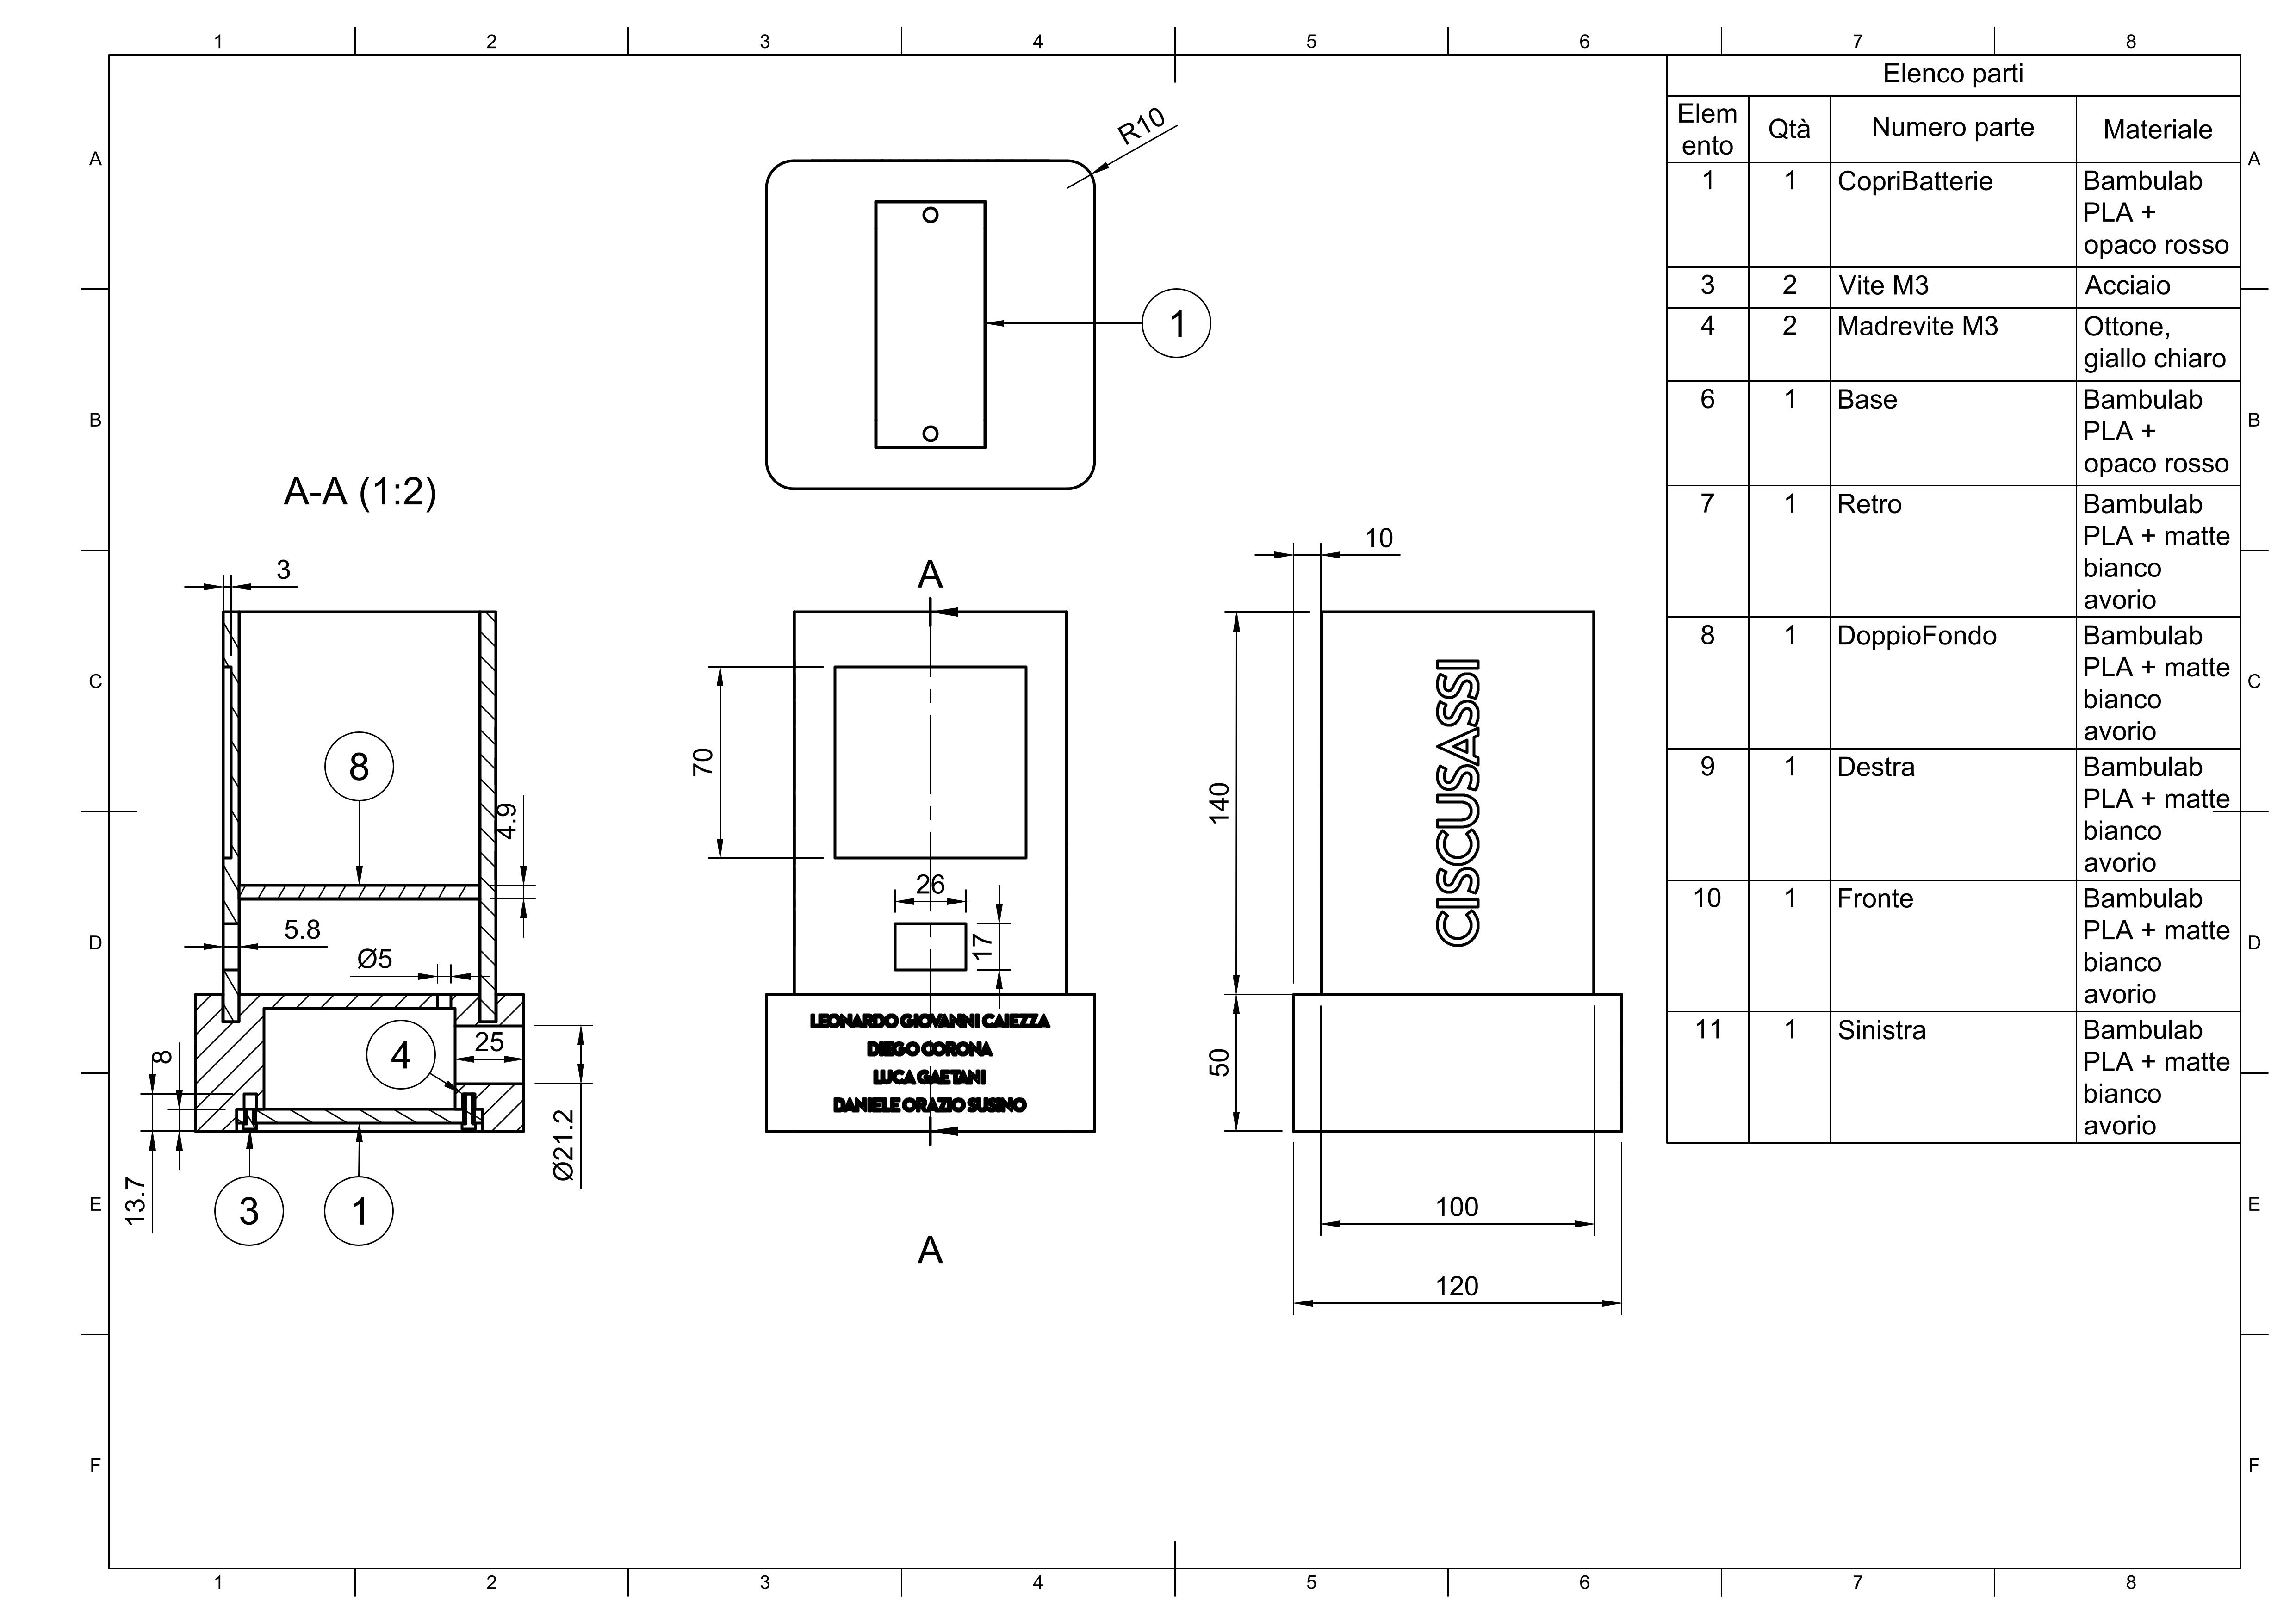 1 2 3 4 5 6 7 8
A A
B B
C C
D D
E E
F F
1 2 3 4 5 6 7 8
Elenco parti
Elem
ento Qtà Numero parte Materiale
1 1 CopriBatterie Bambulab
PLA +
opaco rosso
3 2 Vite M3 Acciaio
4 2 Madrevite M3 Ottone,
giallo chiaro
6 1 Base Bambulab
PLA +
opaco rosso
7 1 Retro Bambulab
PLA + matte
bianco
avorio
8 1 DoppioFondo Bambulab
PLA + matte
bianco
avorio
9 1 Destra Bambulab
PLA + matte
bianco
avorio
10 1 Fronte Bambulab
PLA + matte
bianco
avorio
11 1 Sinistra Bambulab
PLA + matte
bianco
avorio
R10
1
A-A (1:2)
3
8
4.9
5.8
Ø5
4
25
8
13.7
Ø21.2
3
1
A
70
26
17
LEONARDO GIOVANNI CAIEZZA
DIEGO CORONA
LUCA GAETANI
DANIELE ORAZIO SUSINO
A
10
140
CISCUSASSI
50
100
120